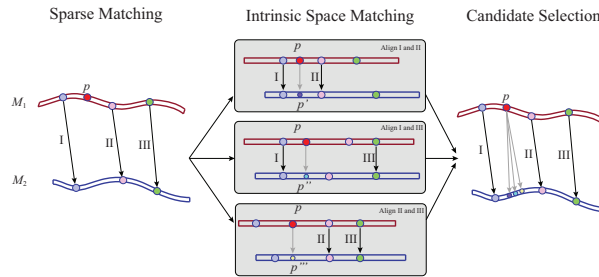 Sparse Matching
Intrinsic Space Matching
Candidate Selection
p
M1
I
II
III
M2
p
Align I and II
I
II
p'
p
Align I and III
I
III
p''
p
Align II and III
II
III
p'''
p
I
II
III